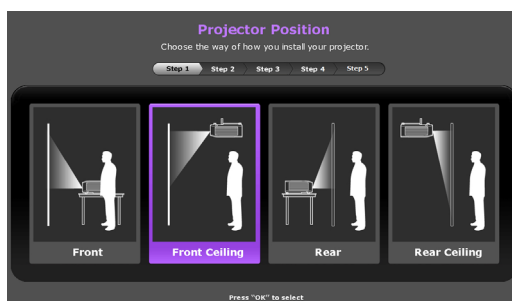 Projector Position
Choose the way of how you install your projector.
Step 1 Step 2 Step 3 Step 4 Step 5
Front Front Ceiling Rear Rear Ceiling
Press "OK" to select